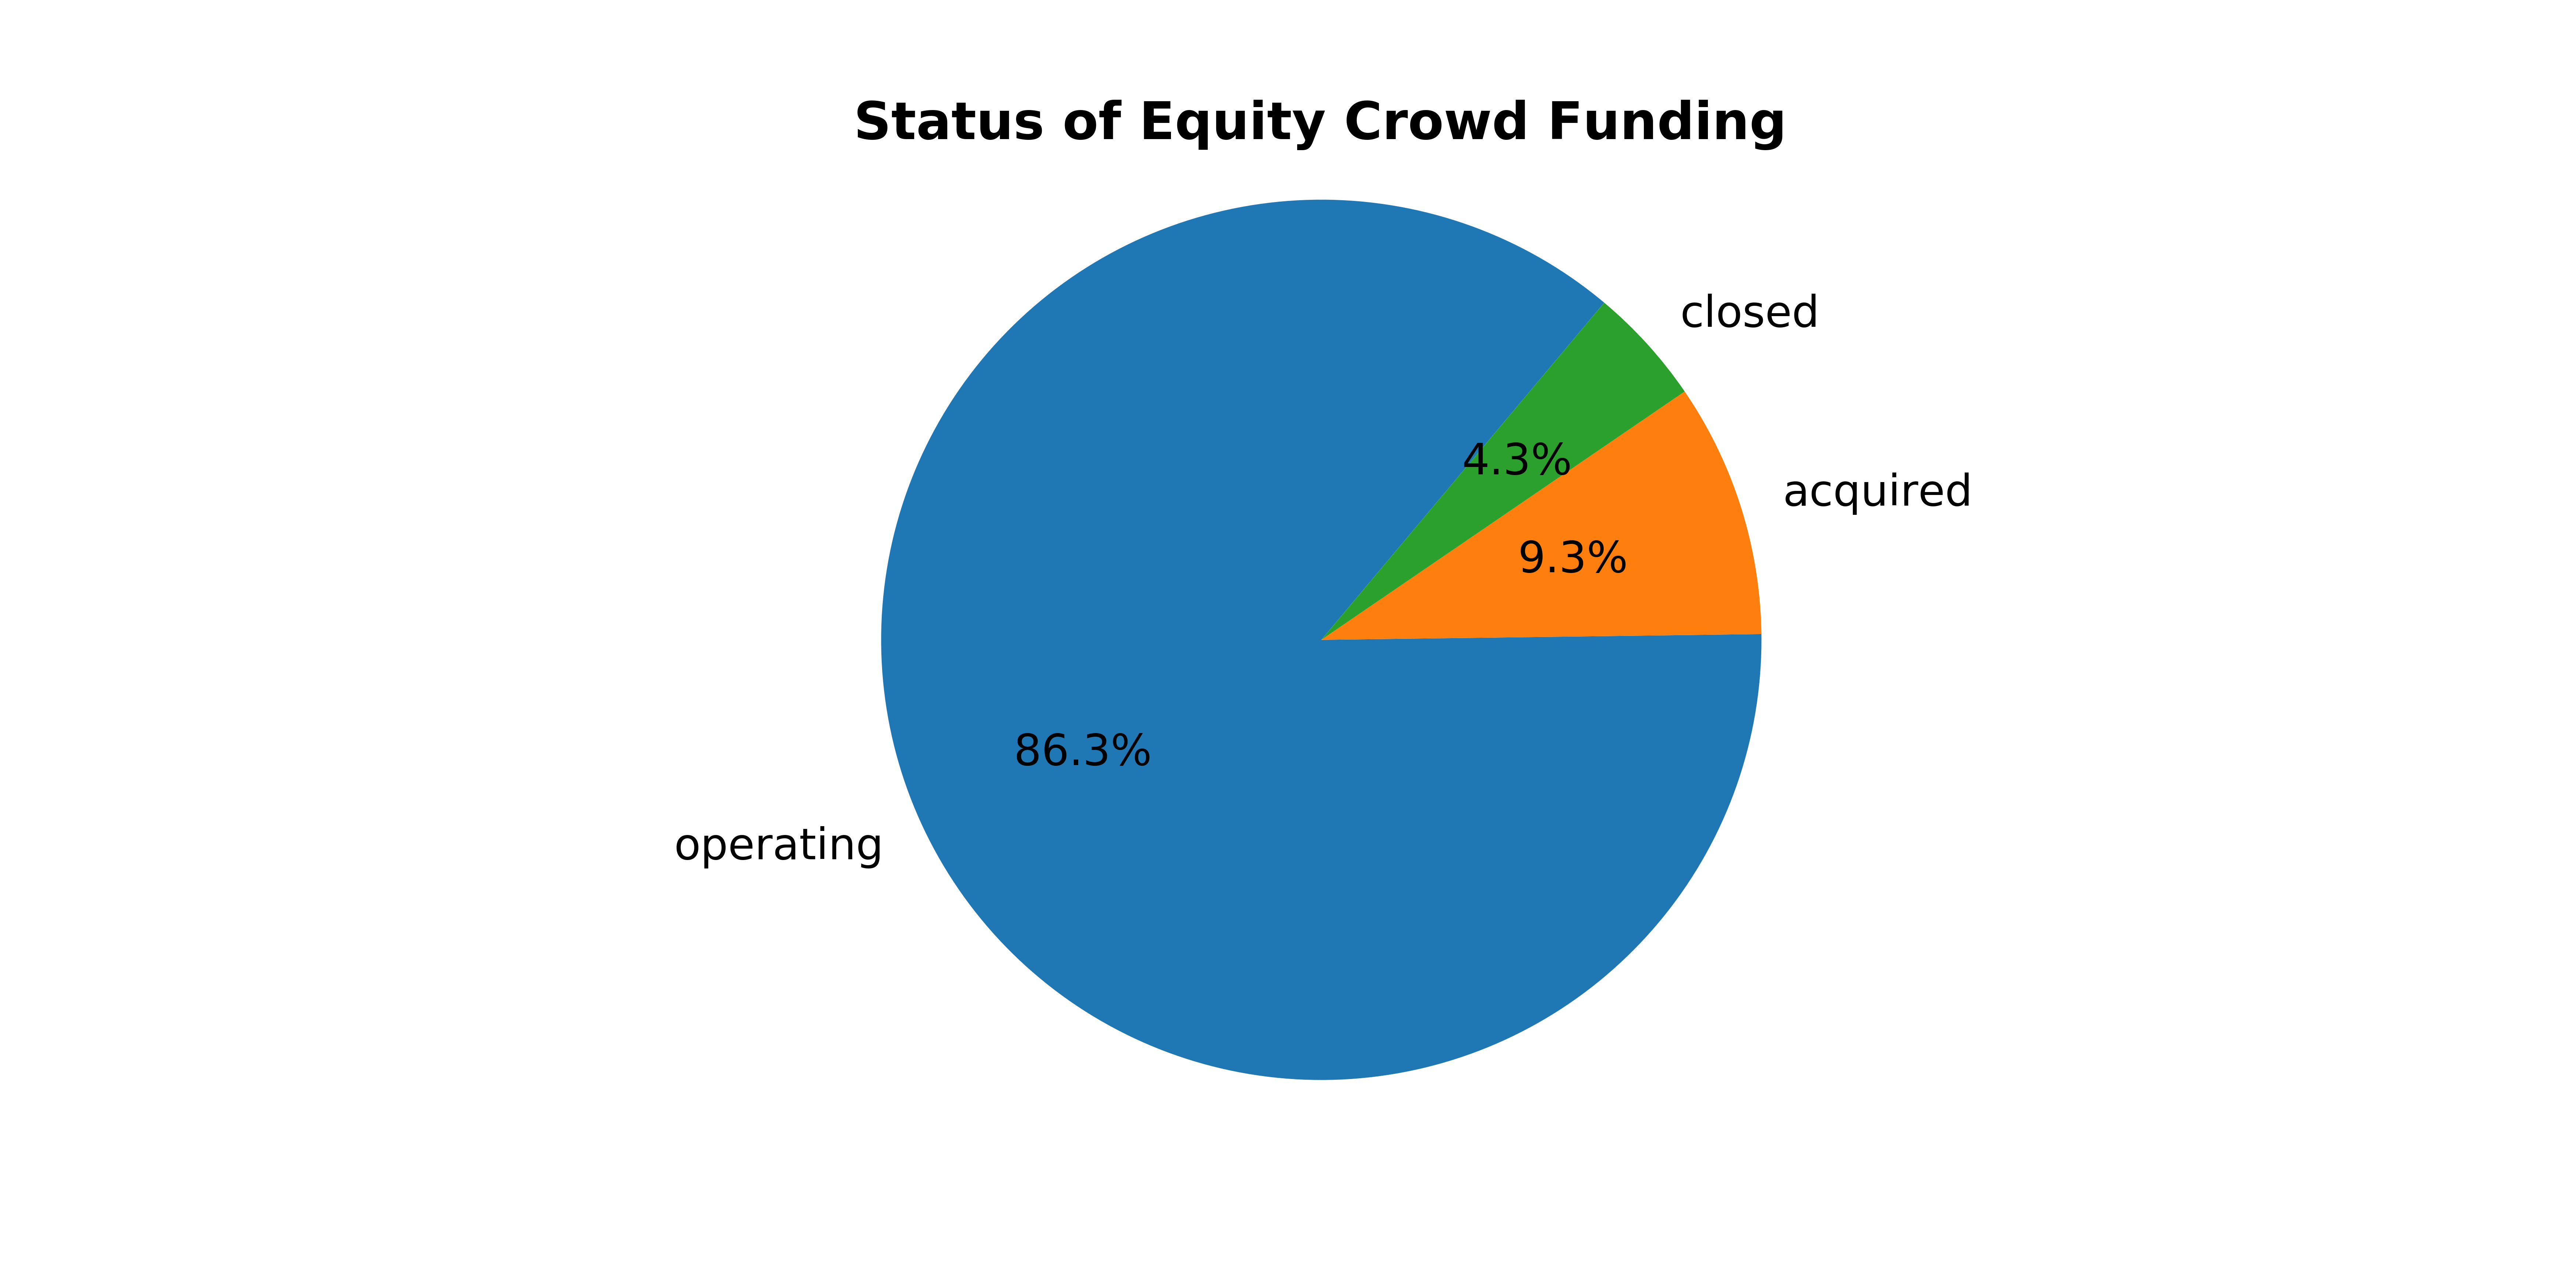 Status of Equity Crowd Funding
closed
4.3%
acquired
9.3%
86.3%
operating